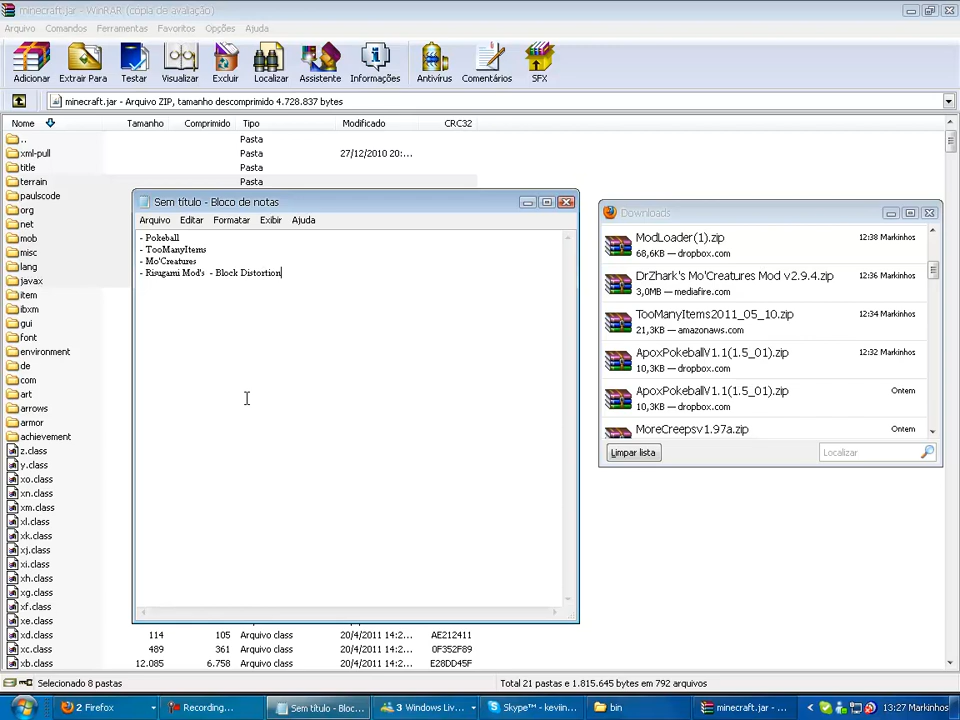 minecraft.jar - WinRAR (cópia de avaliação)
Arquivo Comandos Ferramentas Favoritos Opções Ajuda
Adicionar Extrair Para Testar Visualizar Excluir Localizar Assistente Informações Antivírus Comentários SFX
minecraft.jar - Arquivo ZIP, tamanho descomprimido 4.728.837 bytes
Nome Tamanho Comprimido Tipo Modificado CRC32
.. Pasta
xml-pull Pasta 27/12/2010 20:...
title Pasta
terrain Pasta
paulscode
org
net
mob
misc
lang
javax
item
ibxm
gui
font
environment
de
com
art
arrows
armor
achievement
z.class
y.class
xo.class
xn.class
xm.class
xl.class
xk.class
xj.class
xi.class
xh.class
xg.class
xf.class
xe.class
xd.class 114 105 Arquivo class 20/4/2011 14:2... AE212411
xc.class 489 361 Arquivo class 20/4/2011 14:2... 0F352F89
xb.class 12.085 6.758 Arquivo class 20/4/2011 14:2... E28DD45F
Sem título - Bloco de notas
Arquivo Editar Formatar Exibir Ajuda
- Pokeball
- TooManyItems
- Mo'Creatures
- Risugami Mod's - Block Distortion
Downloads
ModLoader(1).zip 12:38 Markinhos
68,6KB — dropbox.com
DrZhark's Mo'Creatures Mod v2.9.4.zip 12:36 Markinhos
3,0MB — mediafire.com
TooManyItems2011_05_10.zip 12:34 Markinhos
21,3KB — amazonaws.com
ApoxPokeballV1.1(1.5_01).zip 12:32 Markinhos
10,3KB — dropbox.com
ApoxPokeballV1.1(1.5_01).zip Ontem
10,3KB — dropbox.com
MoreCreepsv1.97a.zip Ontem
Limpar lista Localizar
Selecionado 8 pastas Total 21 pastas e 1.815.645 bytes em 792 arquivos
2 Firefox Recording... Sem título - Bloc... 3 Windows Liv... Skype™ - keviin... bin minecraft.jar - ... 13:27 Markinhos